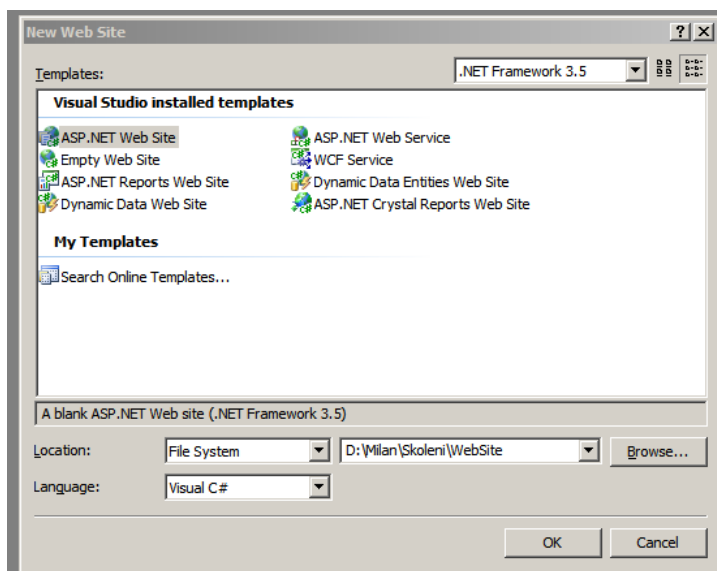 New Web Site
Templates:
.NET Framework 3.5
Visual Studio installed templates
ASP.NET Web Site
ASP.NET Web Service
Empty Web Site
WCF Service
ASP.NET Reports Web Site
Dynamic Data Entities Web Site
Dynamic Data Web Site
ASP.NET Crystal Reports Web Site
My Templates
Search Online Templates...
A blank ASP.NET Web site (.NET Framework 3.5)
Location:
File System
D:\Milan\Skoleni\WebSite
Browse...
Language:
Visual C#
OK
Cancel